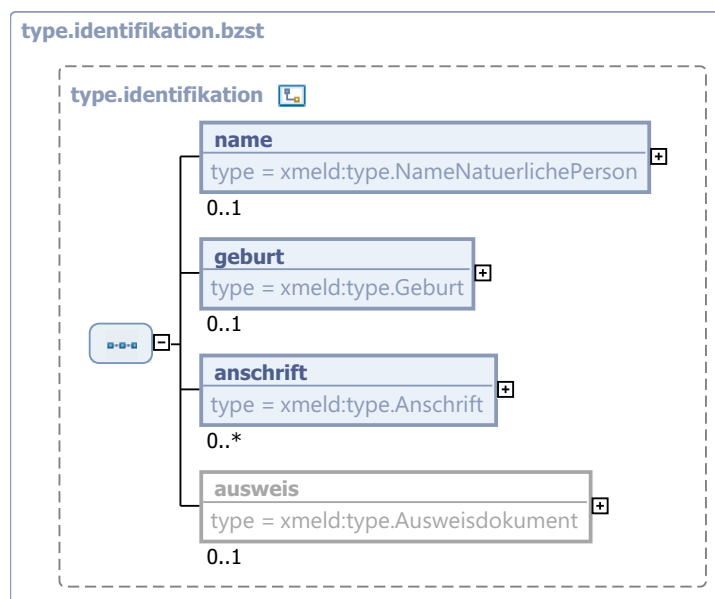 type.identifikation.bzst
type.identifikation
name
type = xmeld:type.NameNatuerlichePerson
0..1
geburt
type = xmeld:type.Geburt
0..1
anschrift
type = xmeld:type.Anschrift
0..*
ausweis
type = xmeld:type.Ausweisdokument
0..1